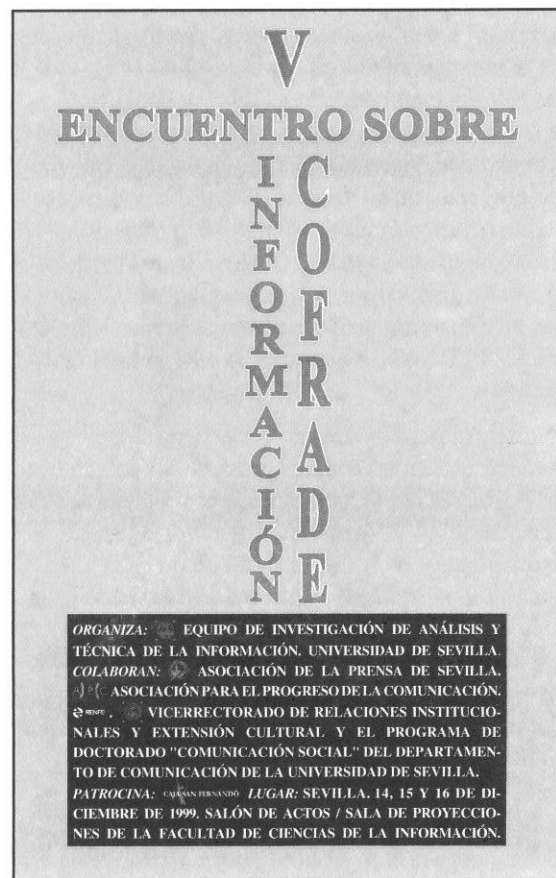 V
ENCUENTRO SOBRE
INFORMACIÓN
COFRADE
ORGANIZA: EQUIPO DE INVESTIGACIÓN DE ANÁLISIS Y
TÉCNICA DE LA INFORMACIÓN. UNIVERSIDAD DE SEVILLA.
COLABORAN: ASOCIACIÓN DE LA PRENSA DE SEVILLA.
ASOCIACIÓN PARA EL PROGRESO DE LA COMUNICACIÓN.
RENFE . VICERRECTORADO DE RELACIONES INSTITUCIO-
NALES Y EXTENSIÓN CULTURAL Y EL PROGRAMA DE
DOCTORADO "COMUNICACIÓN SOCIAL" DEL DEPARTAMEN-
TO DE COMUNICACIÓN DE LA UNIVERSIDAD DE SEVILLA.
PATROCINA: CAJA SAN FERNANDO LUGAR: SEVILLA. 14, 15 Y 16 DE DI-
CIEMBRE DE 1999. SALÓN DE ACTOS / SALA DE PROYECCIO-
NES DE LA FACULTAD DE CIENCIAS DE LA INFORMACIÓN.